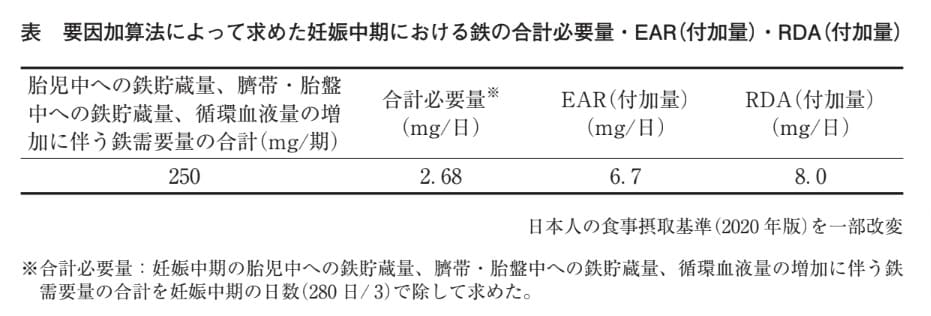 表 要因加算法によって求めた妊娠中期における鉄の合計必要量・EAR(付加量)・RDA(付加量)
胎児中への鉄貯蔵量、臍帯・胎盤
中への鉄貯蔵量、循環血液量の増
加に伴う鉄需要量の合計(mg/期)
合計必要量※
(mg/日)
EAR(付加量)
(mg/日)
RDA(付加量)
(mg/日)
250 2.68 6.7 8.0
日本人の食事摂取基準(2020年版)を一部改変
※合計必要量：妊娠中期の胎児中への鉄貯蔵量、臍帯・胎盤中への鉄貯蔵量、循環血液量の増加に伴う鉄
需要量の合計を妊娠中期の日数(280日/3)で除して求めた。